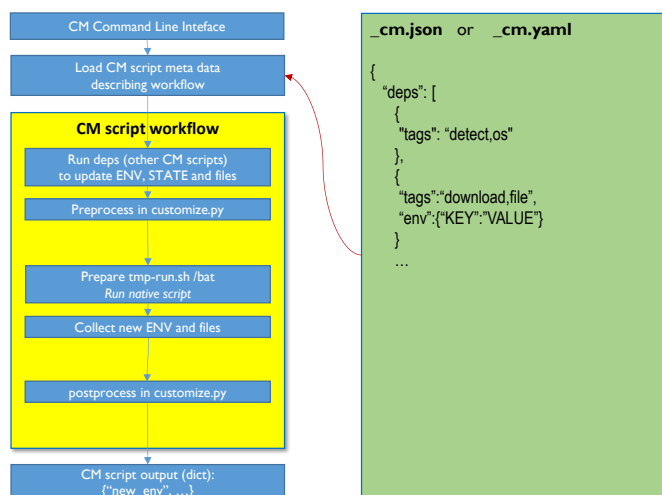 CM Command Line Inteface
Load CM script meta data
describing workflow
CM script workflow
Run deps (other CM scripts)
to update ENV, STATE and files
Preprocess in customize.py
Prepare tmp-run.sh /bat
Run native script
Collect new ENV and files
postprocess in customize.py
CM script output (dict):
{“new_env”, …}
_cm.json or _cm.yaml
{
“deps”: [
{
"tags": “detect,os"
},
{
“tags”:“download,file”,
“env”:{“KEY”:”VALUE”}
}
…